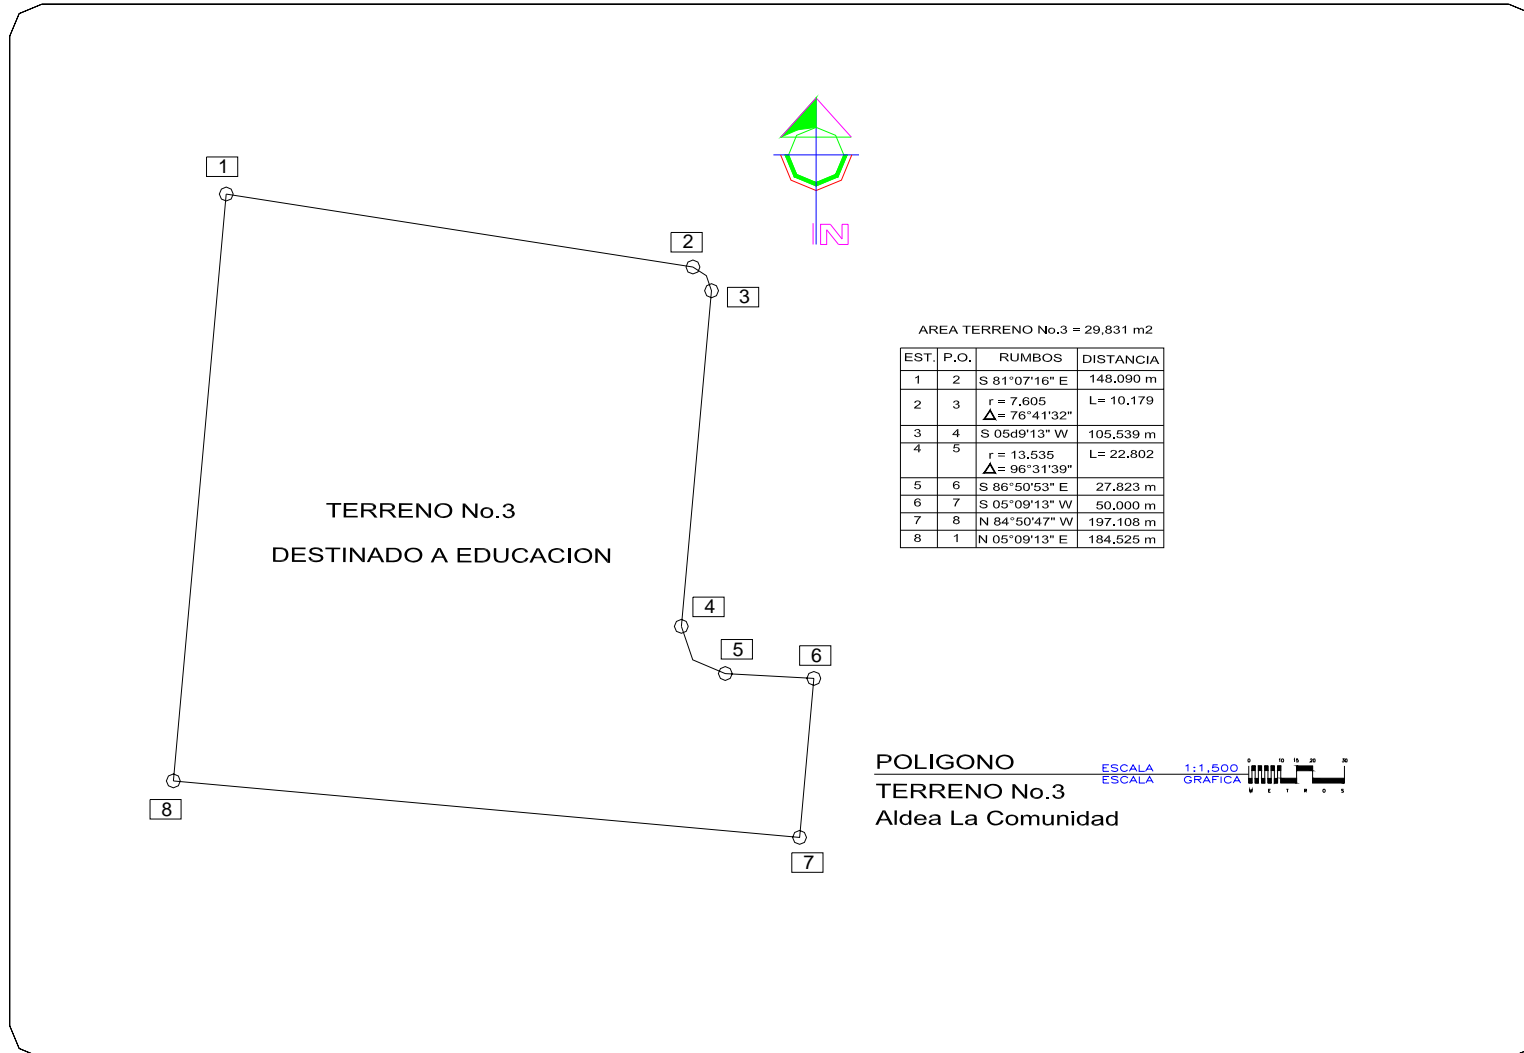 1
2
3
N
AREA TERRENO No.3 = 29,831 m2
EST. P.O. RUMBOS DISTANCIA
1 2 S 81°07'16" E 148.090 m
2 3 r = 7.605 L= 10.179
△= 76°41'32"
3 4 S 05d9'13" W 105.539 m
4 5 r = 13.535 L= 22.802
△= 96°31'39"
5 6 S 86°50'53" E 27.823 m
6 7 S 05°09'13" W 50.000 m
7 8 N 84°50'47" W 197.108 m
8 1 N 05°09'13" E 184.525 m
TERRENO No.3
DESTINADO A EDUCACION
4
5
6
7
8
POLIGONO
ESCALA 1:1,500
ESCALA GRAFICA
0 10 15 20 30
M E T R O S
TERRENO No.3
Aldea La Comunidad